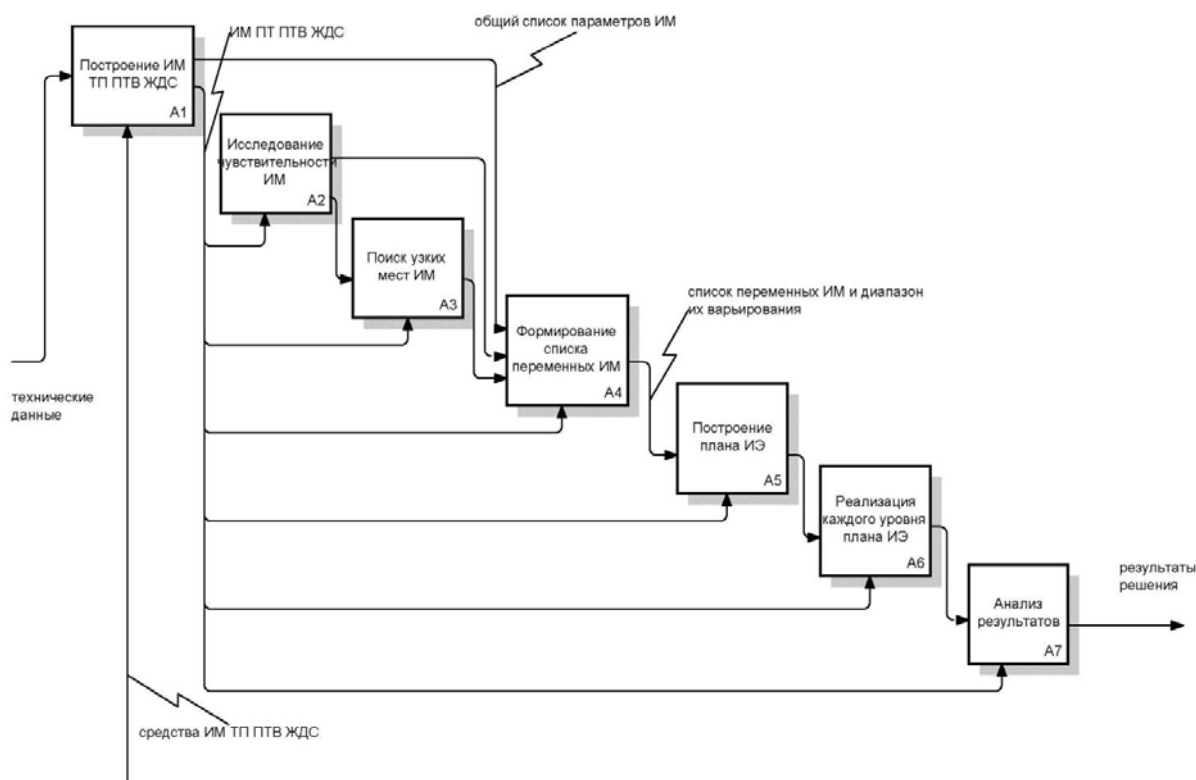 общий список параметров ИМ
ИМ ПТ ПТВ ЖДС
Построение ИМ
ТП ПТВ ЖДС
А1
Исследование
чувствительности
ИМ
А2
Поиск узких
мест ИМ
А3
список переменных ИМ и диапазон
их варьирования
Формирование
списка
переменных ИМ
А4
технические
данные
Построение
плана ИЭ
А5
Реализация
каждого уровня
плана ИЭ
А6
результаты
решения
Анализ
результатов
А7
средства ИМ ТП ПТВ ЖДС